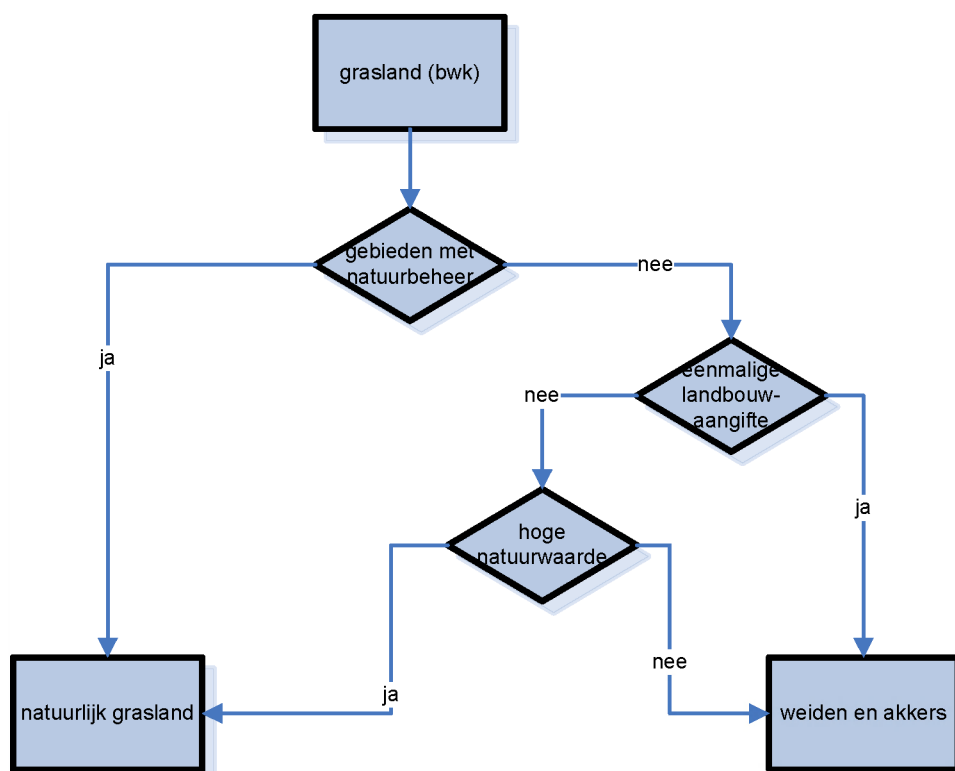 grasland (bwk)
gebieden met
natuurbeheer
nee
ja
eenmalige
landbouw-
aangifte
nee
ja
hoge
natuurwaarde
nee
ja
natuurlijk grasland
weiden en akkers